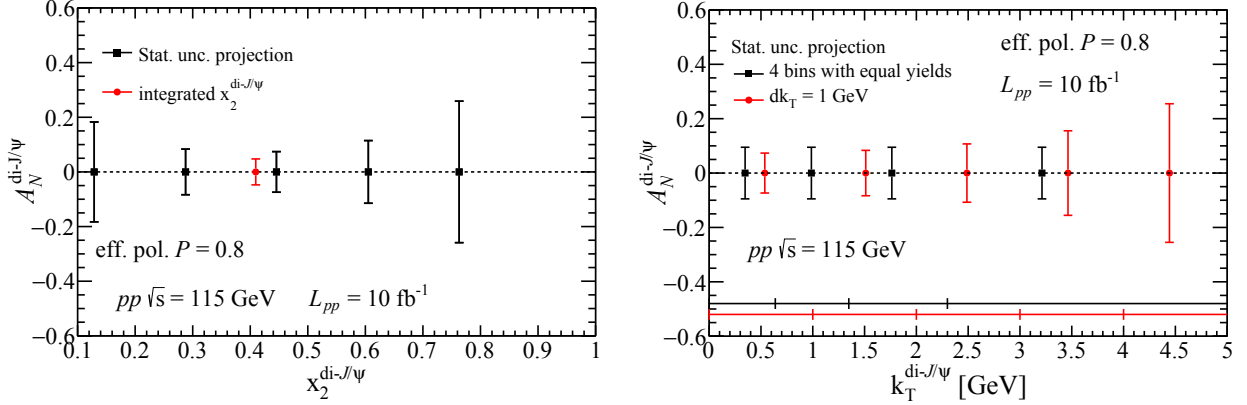 0.6
0.4
0.2
0
−0.2
−0.4
−0.6
A_N^{di-J/ψ}
Stat. unc. projection
integrated x_2^{di-J/ψ}
eff. pol. P = 0.8
pp √s = 115 GeV L_{pp} = 10 fb^{-1}
0.1 0.2 0.3 0.4 0.5 0.6 0.7 0.8 0.9 1
x_2^{di-J/ψ}
0.6
0.4
0.2
0
−0.2
−0.4
−0.6
A_N^{di-J/ψ}
Stat. unc. projection
4 bins with equal yields
dk_T = 1 GeV
eff. pol. P = 0.8
L_{pp} = 10 fb^{-1}
pp √s = 115 GeV
0 0.5 1 1.5 2 2.5 3 3.5 4 4.5 5
k_T^{di-J/ψ} [GeV]